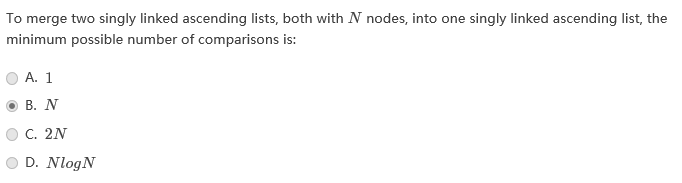 To merge two singly linked ascending lists, both with N nodes, into one singly linked ascending list, the
minimum possible number of comparisons is:
A. 1
B. N
C. 2N
D. NlogN